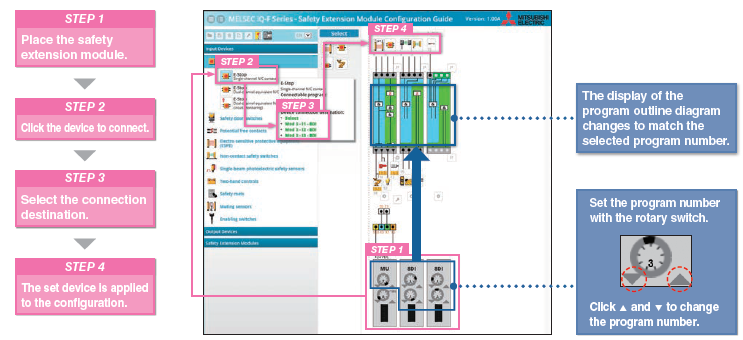 STEP 1
Place the safety
extension module.
STEP 2
Click the device to connect.
STEP 3
Select the connection
destination.
STEP 4
The set device is applied
to the configuration.
MELSEC iQ-F Series - Safety Extension Module Configuration Guide
Version: 1.00A
MITSUBISHI
ELECTRIC
Select
STEP 4
Input Devices
STEP 2
E-Stop
Single-channel N/C contact
E-Stop
E-Stop
E-Stop
Connectable program
STEP 3
Select
Safety door switches
Potential free contacts
Electro sensitive protective equipment
(ESPE)
Non-contact safety switches
Single-beam photoelectric safety sensors
Two-hand controls
Safety mats
Muting sensors
Enabling switches
Output Devices
Safety Extension Modules
STEP 1
MU
SDI
SDI
The display of the
program outline diagram
changes to match the
selected program number.
Set the program number
with the rotary switch.
3
Click ▲ and ▼ to change
the program number.